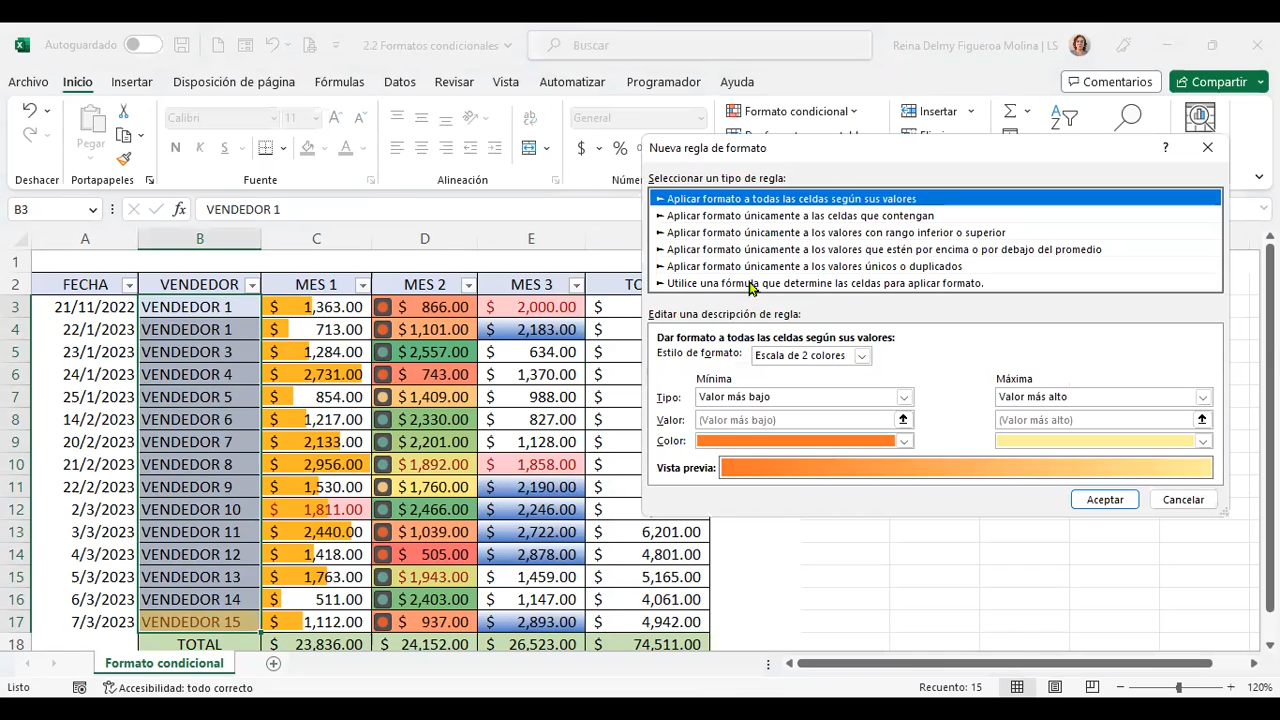 Autoguardado 2.2 Formatos condicionales Buscar Reina Delmy Figueroa Molina | LS
Archivo Inicio Insertar Disposición de página Fórmulas Datos Revisar Vista Automatizar Programador Ayuda Comentarios Compartir
Calibri 11 General Formato condicional Insertar
Pegar N K S $ %
Deshacer Portapapeles Fuente Alineación
Nueva regla de formato ?
Seleccionar un tipo de regla:
► Aplicar formato a todas las celdas según sus valores
► Aplicar formato únicamente a las celdas que contengan
► Aplicar formato únicamente a los valores con rango inferior o superior
► Aplicar formato únicamente a los valores que estén por encima o por debajo del promedio
► Aplicar formato únicamente a los valores únicos o duplicados
► Utilice una fórmula que determine las celdas para aplicar formato.
Editar una descripción de regla:
Dar formato a todas las celdas según sus valores:
Estilo de formato: Escala de 2 colores
Mínima Máxima
Tipo: Valor más bajo Valor más alto
Valor: (Valor más bajo) (Valor más alto)
Color:
Vista previa:
Aceptar Cancelar
B3 fx VENDEDOR 1
A B C D E
1
2 FECHA VENDEDOR MES 1 MES 2 MES 3
3 21/11/2022 VENDEDOR 1 $ 1,363.00 $ 866.00 $ 2,000.00 $
4 22/1/2023 VENDEDOR 1 $ 713.00 $ 1,101.00 $ 2,183.00 $
5 23/1/2023 VENDEDOR 3 $ 1,284.00 $ 2,557.00 $ 634.00 $
6 24/1/2023 VENDEDOR 4 $ 2,731.00 $ 743.00 $ 1,370.00 $
7 25/1/2023 VENDEDOR 5 $ 854.00 $ 1,409.00 $ 988.00 $
8 14/2/2023 VENDEDOR 6 $ 1,217.00 $ 2,330.00 $ 827.00 $
9 20/2/2023 VENDEDOR 7 $ 2,133.00 $ 2,201.00 $ 1,128.00 $
10 21/2/2023 VENDEDOR 8 $ 2,956.00 $ 1,892.00 $ 1,858.00 $
11 22/2/2023 VENDEDOR 9 $ 1,530.00 $ 1,760.00 $ 2,190.00 $
12 2/3/2023 VENDEDOR 10 $ 1,811.00 $ 2,466.00 $ 2,246.00 $
13 3/3/2023 VENDEDOR 11 $ 2,440.00 $ 1,039.00 $ 2,722.00 $ 6,201.00
14 4/3/2023 VENDEDOR 12 $ 1,418.00 $ 505.00 $ 2,878.00 $ 4,801.00
15 5/3/2023 VENDEDOR 13 $ 1,763.00 $ 1,943.00 $ 1,459.00 $ 5,165.00
16 6/3/2023 VENDEDOR 14 $ 511.00 $ 2,403.00 $ 1,147.00 $ 4,061.00
17 7/3/2023 VENDEDOR 15 $ 1,112.00 $ 937.00 $ 2,893.00 $ 4,942.00
18 TOTAL $ 23,836.00 $ 24,152.00 $ 26,523.00 $ 74,511.00
Formato condicional
Listo Accesibilidad: todo correcto Recuento: 15 120%